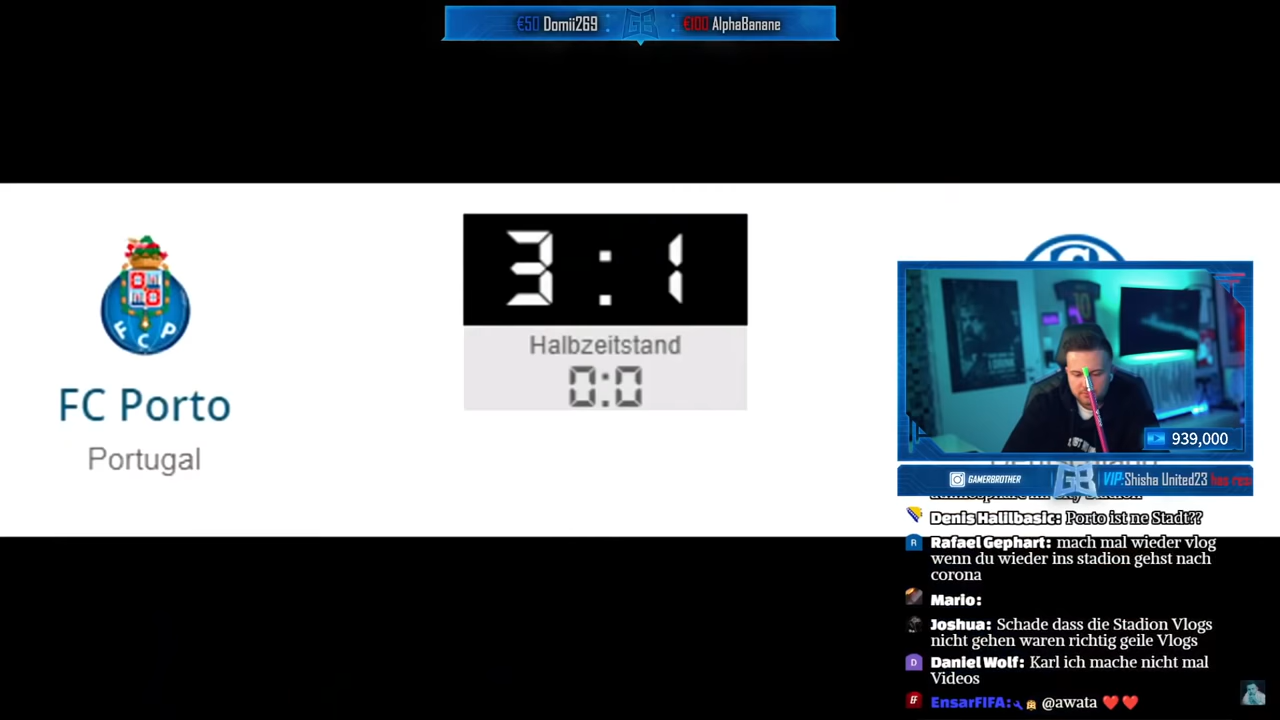 €50 Domii269 : : €100 AlphaBanane
3 : 1
Halbzeitstand
0:0
FCP
FC Porto
Portugal
939,000
GAMERBROTHER
GB
VIP: Shisha United23 has
Denis Halilbasic: Porto ist ne Stadt??
Rafael Gephart: mach mal wieder vlog
wenn du wieder ins stadion gehst nach
corona
Mario:
Joshua: Schade dass die Stadion Vlogs
nicht gehen waren richtig geile Vlogs
Daniel Wolf: Karl ich mache nicht mal
Videos
EnsarFIFA: @awata